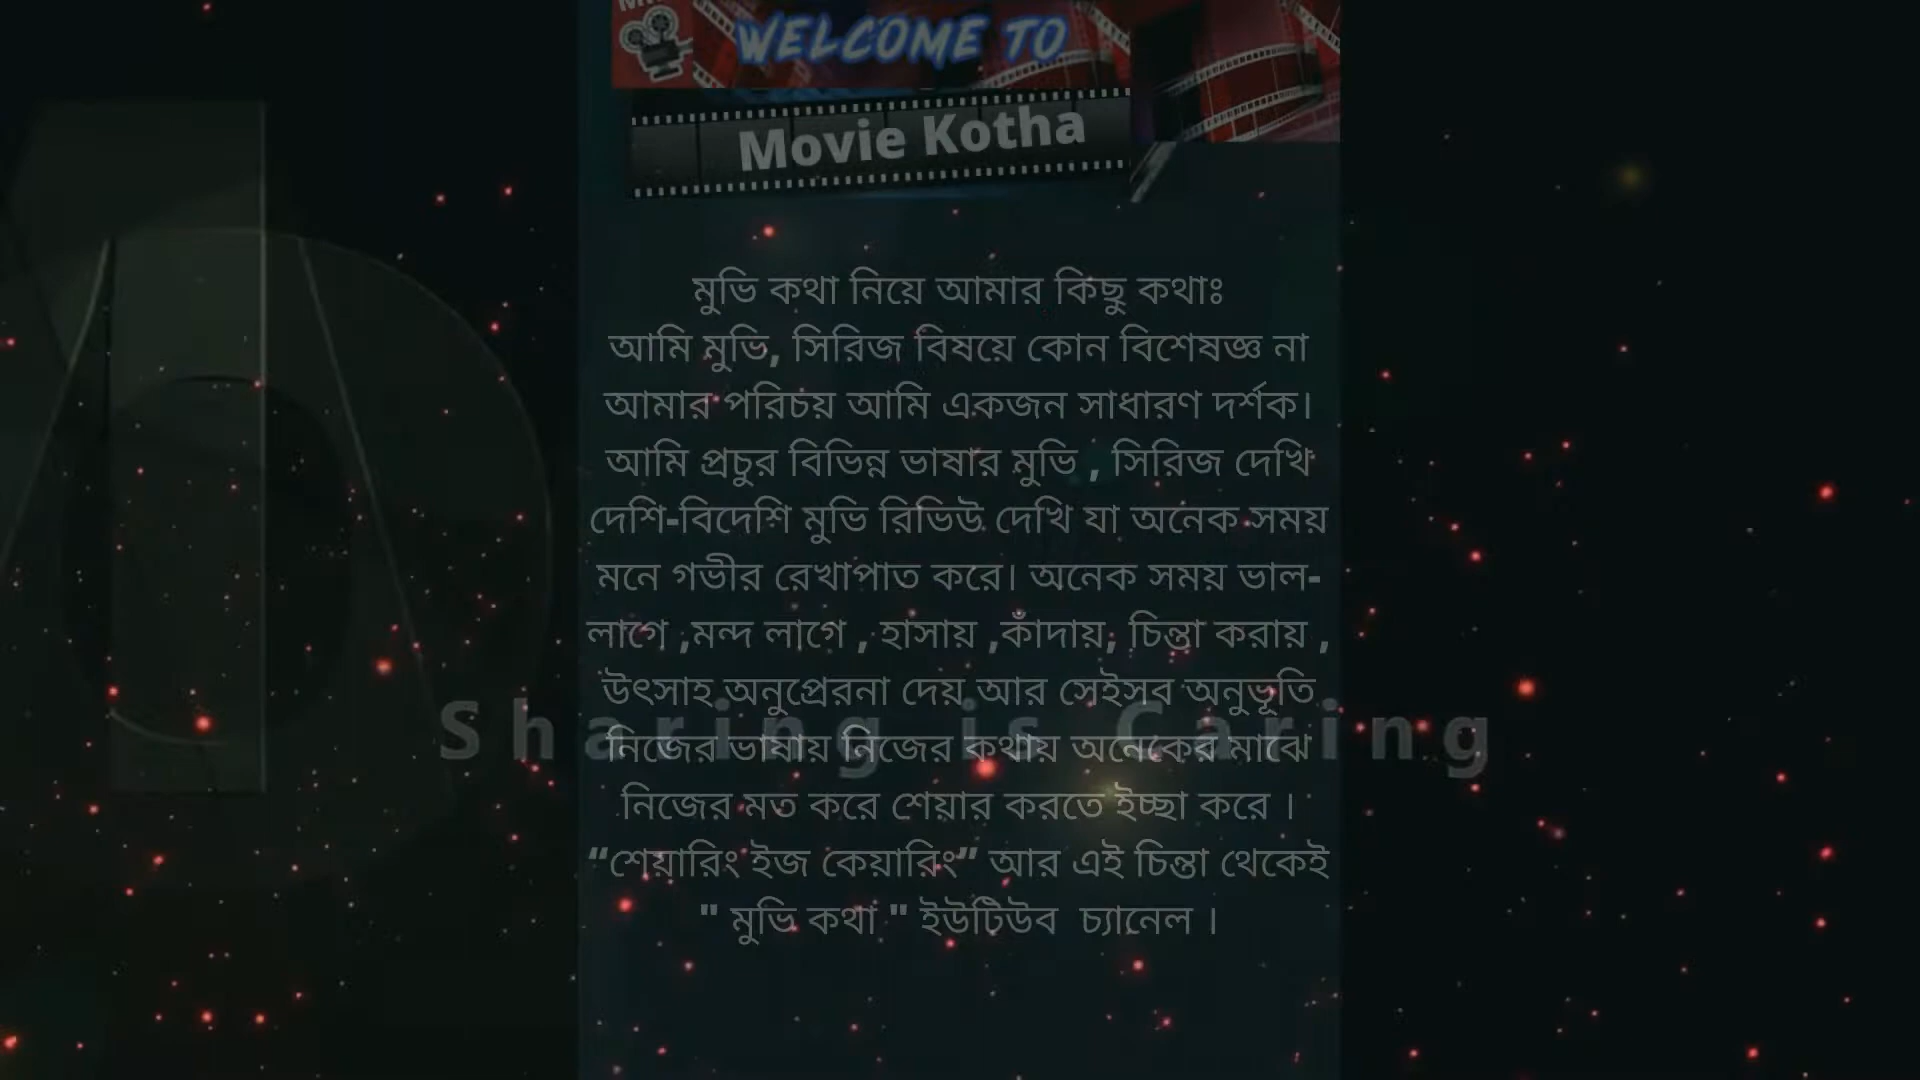 WELCOME TO
Movie Kotha
মুভি কথা নিয়ে আমার কিছু কথাঃ
আমি মুভি, সিরিজ বিষয়ে কোন বিশেষজ্ঞ না
আমার পরিচয় আমি একজন সাধারণ দর্শক।
আমি প্রচুর বিভিন্ন ভাষার মুভি , সিরিজ দেখি
দেশি-বিদেশি মুভি রিভিউ দেখি যা অনেক সময়
মনে গভীর রেখাপাত করে। অনেক সময় ভাল-
লাগে ,মন্দ লাগে , হাসায় ,কাঁদায়, চিন্তা করায় ,
উৎসাহ অনুপ্রেরনা দেয় আর সেইসব অনুভূতি
Sharing is Caring
নিজের ভাষায় নিজের কথায় অনেকের মাঝে
নিজের মত করে শেয়ার করতে ইচ্ছা করে ।
“শেয়ারিং ইজ কেয়ারিং” আর এই চিন্তা থেকেই
" মুভি কথা " ইউটিউব চ্যানেল ।